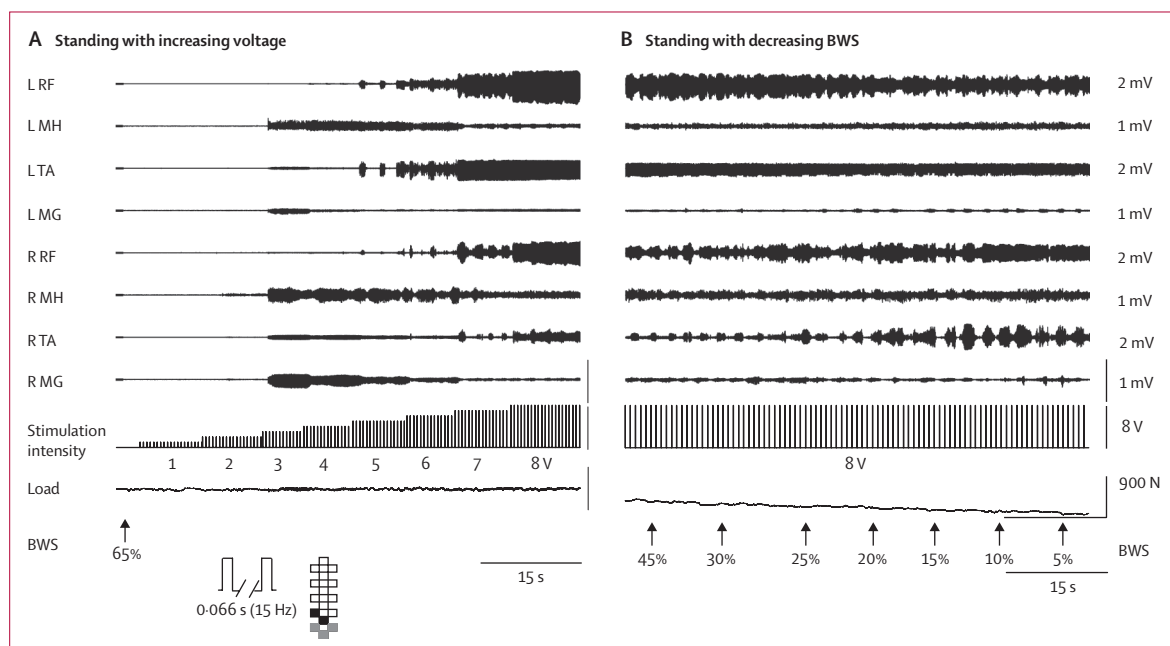 A Standing with increasing voltage
B Standing with decreasing BWS
L RF
2 mV
L MH
1 mV
L TA
2 mV
L MG
1 mV
R RF
2 mV
R MH
1 mV
R TA
2 mV
R MG
1 mV
Stimulation
intensity
8 V
1 2 3 4 5 6 7 8 V
8 V
Load
900 N
BWS
65%
45% 30% 25% 20% 15% 10% 5%
BWS
15 s
15 s
0·066 s (15 Hz)